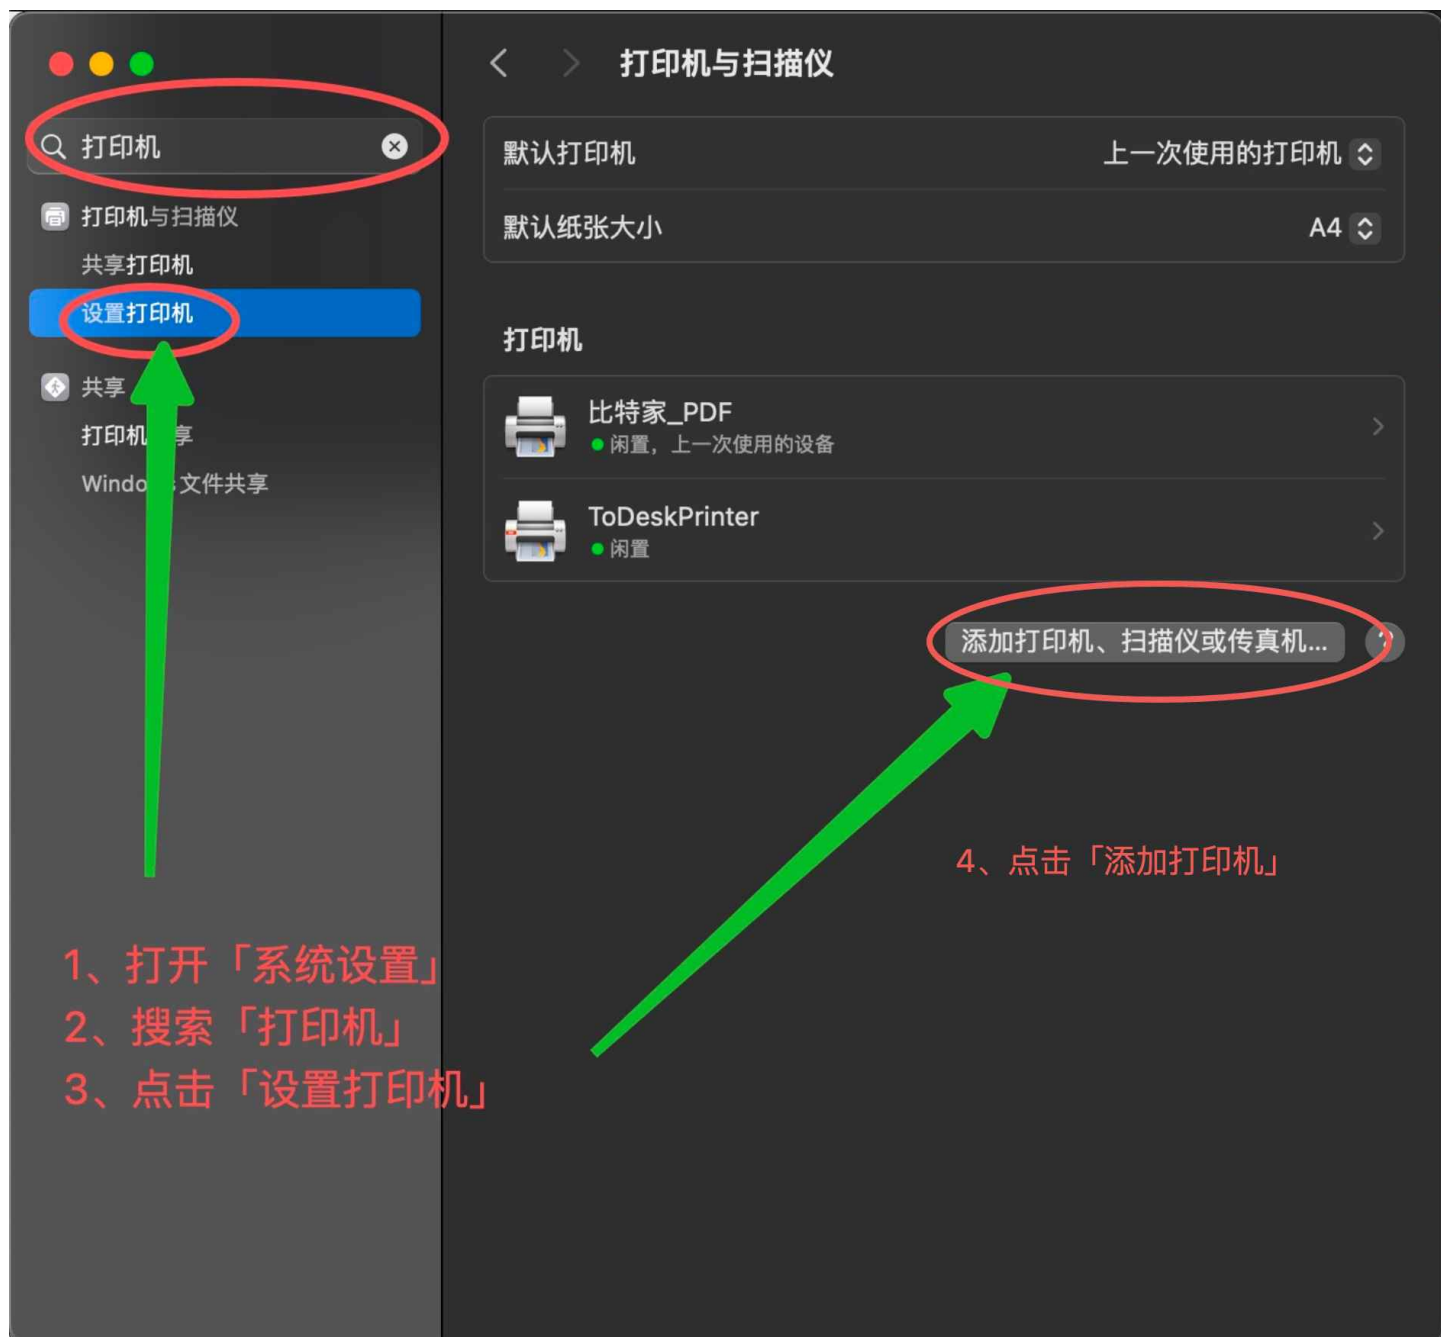 打印机
打印机与扫描仪
共享打印机
设置打印机
共享
打印机 享
Windo s 文件共享
打印机与扫描仪
默认打印机
上一次使用的打印机
默认纸张大小
A4
打印机
比特家_PDF
闲置，上一次使用的设备
ToDeskPrinter
闲置
添加打印机、扫描仪或传真机...
?
4、点击「添加打印机」
1、打开「系统设置」
2、搜索「打印机」
3、点击「设置打印机」